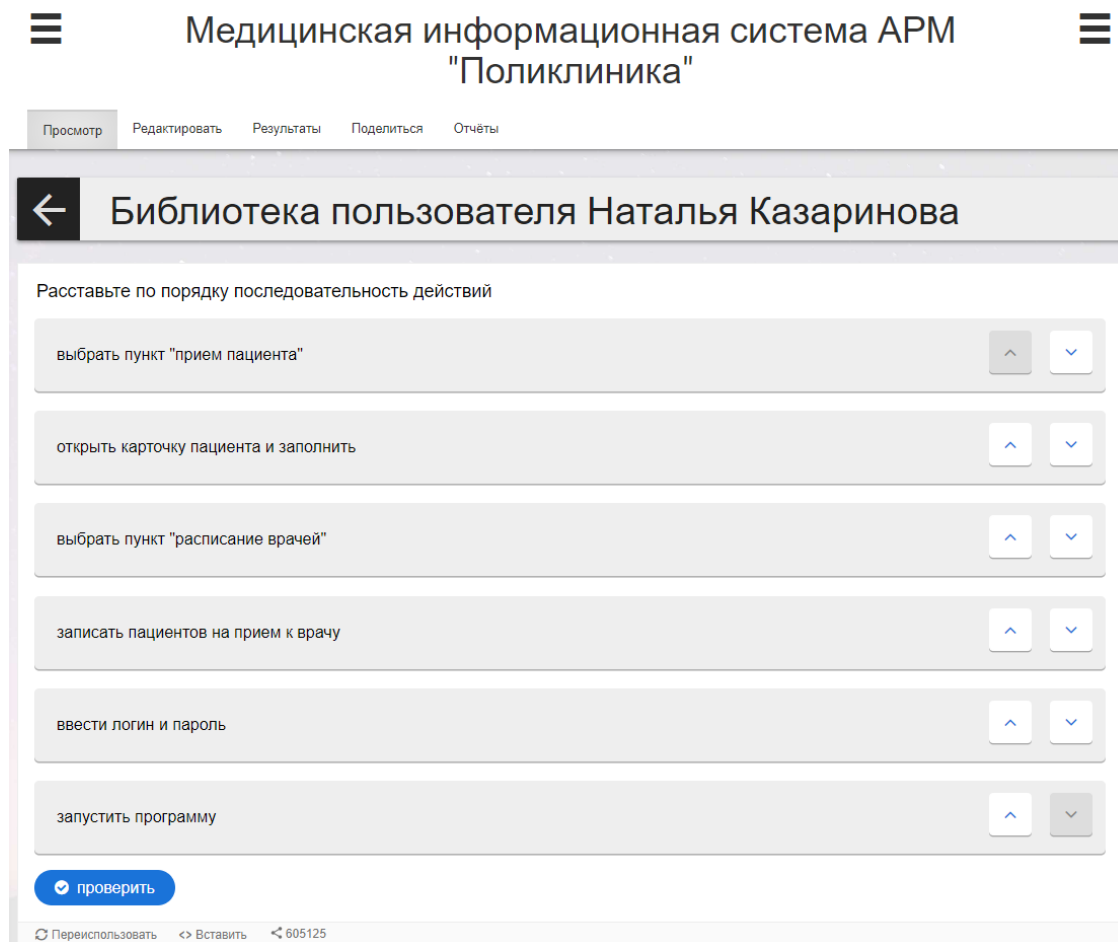 Медицинская информационная система АРМ
"Поликлиника"
Просмотр Редактировать Результаты Поделиться Отчёты
Библиотека пользователя Наталья Казаринова
Расставьте по порядку последовательность действий
выбрать пункт "прием пациента"
открыть карточку пациента и заполнить
выбрать пункт "расписание врачей"
записать пациентов на прием к врачу
ввести логин и пароль
запустить программу
проверить
Переиспользовать <> Вставить 605125